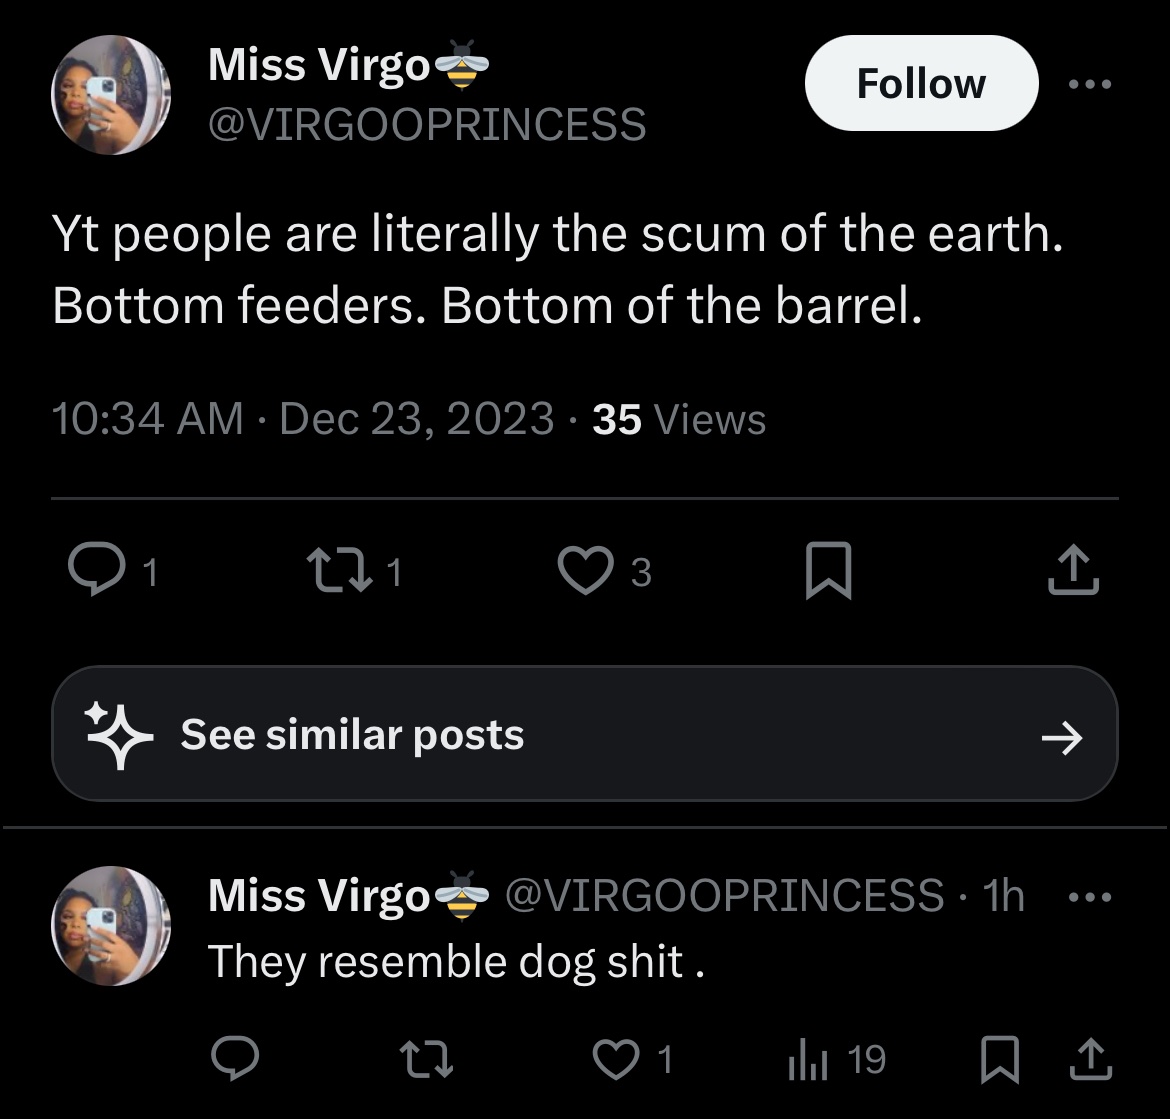 Miss Virgo🐝
@VIRGOOPRINCESS
Follow
Yt people are literally the scum of the earth.
Bottom feeders. Bottom of the barrel.
10:34 AM · Dec 23, 2023 · 35 Views
1 1 3
See similar posts
Miss Virgo🐝 @VIRGOOPRINCESS · 1h
They resemble dog shit .
1 19